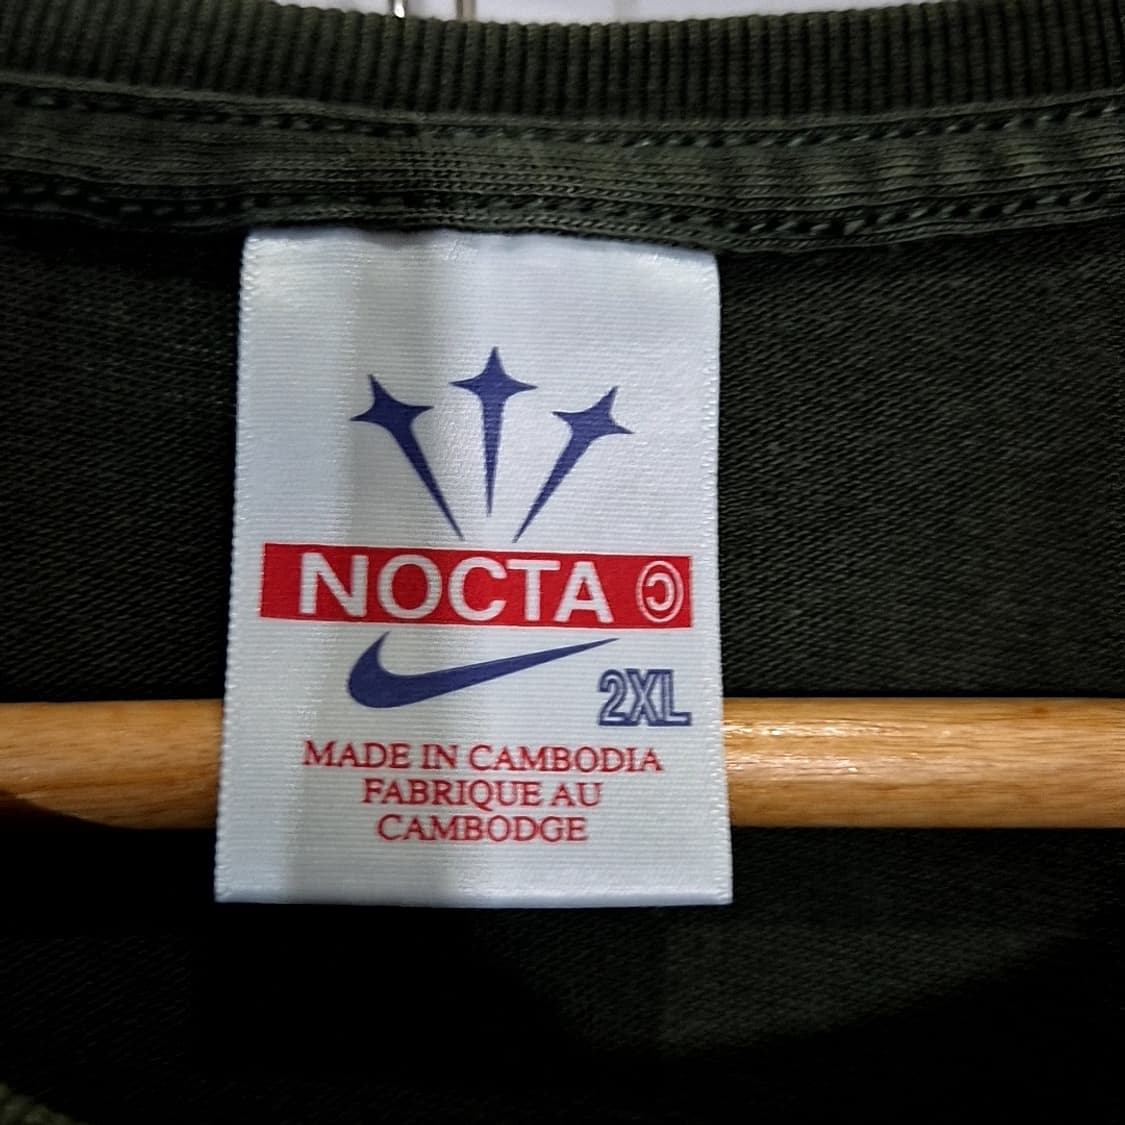 NOCTA ©
2XL
MADE IN CAMBODIA
FABRIQUE AU
CAMBODGE